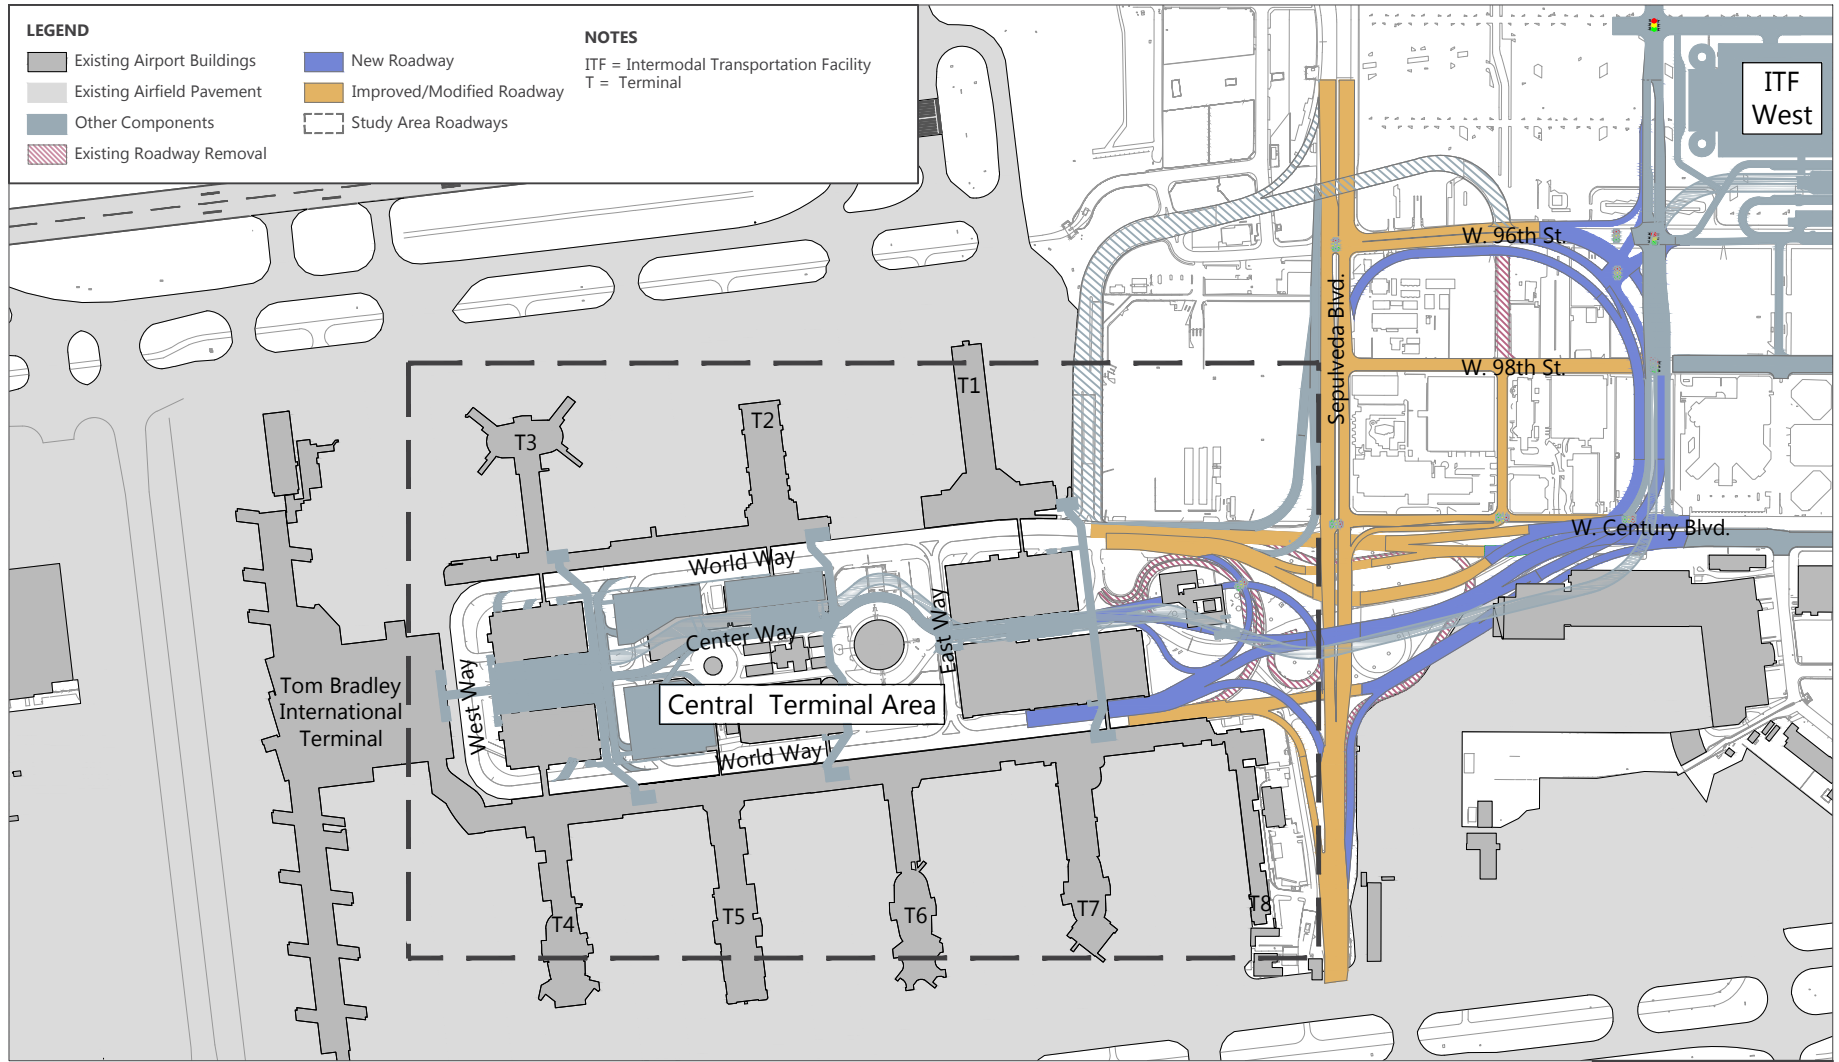 LEGEND
Existing Airport Buildings
Existing Airfield Pavement
Other Components
Existing Roadway Removal
New Roadway
Improved/Modified Roadway
Study Area Roadways
NOTES
ITF = Intermodal Transportation Facility
T = Terminal
ITF
West
W. 96th St.
Sepulveda Blvd.
W. 98th St.
W. Century Blvd.
T1
T2
T3
World Way
Center Way
East Way
West Way
Tom Bradley
International
Terminal
Central Terminal Area
World Way
T4
T5
T6
T7
T8